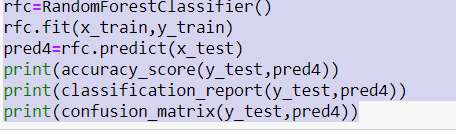 rfc=RandomForestClassifier()
rfc.fit(x_train,y_train)
pred4=rfc.predict(x_test)
print(accuracy_score(y_test,pred4))
print(classification_report(y_test,pred4))
print(confusion_matrix(y_test,pred4))